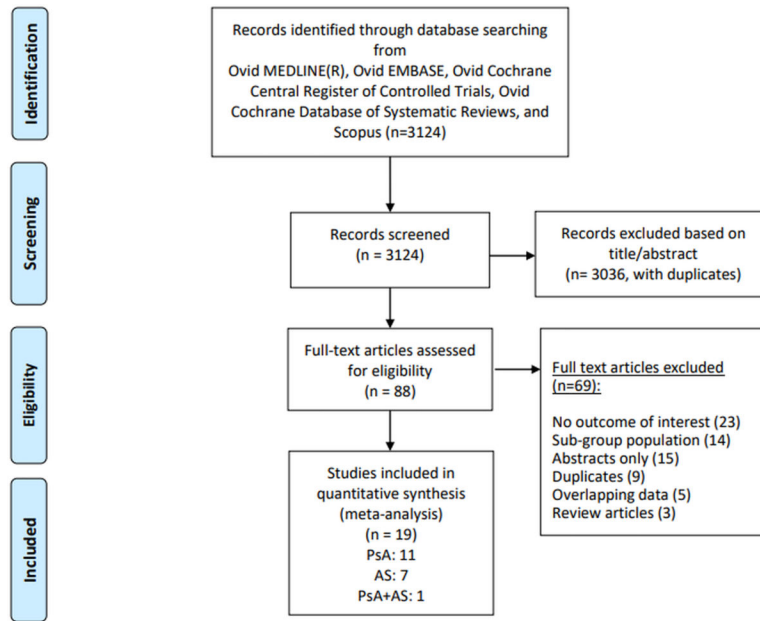 Identification
Records identified through database searching
from
Ovid MEDLINE(R), Ovid EMBASE, Ovid Cochrane
Central Register of Controlled Trials, Ovid
Cochrane Database of Systematic Reviews, and
Scopus (n=3124)
Screening
Records screened
(n = 3124)
Records excluded based on
title/abstract
(n= 3036, with duplicates)
Eligibility
Full-text articles assessed
for eligibility
(n = 88)
Full text articles excluded
(n=69):
No outcome of interest (23)
Sub-group population (14)
Abstracts only (15)
Duplicates (9)
Overlapping data (5)
Review articles (3)
Included
Studies included in
quantitative synthesis
(meta-analysis)
(n = 19)
PsA: 11
AS: 7
PsA+AS: 1